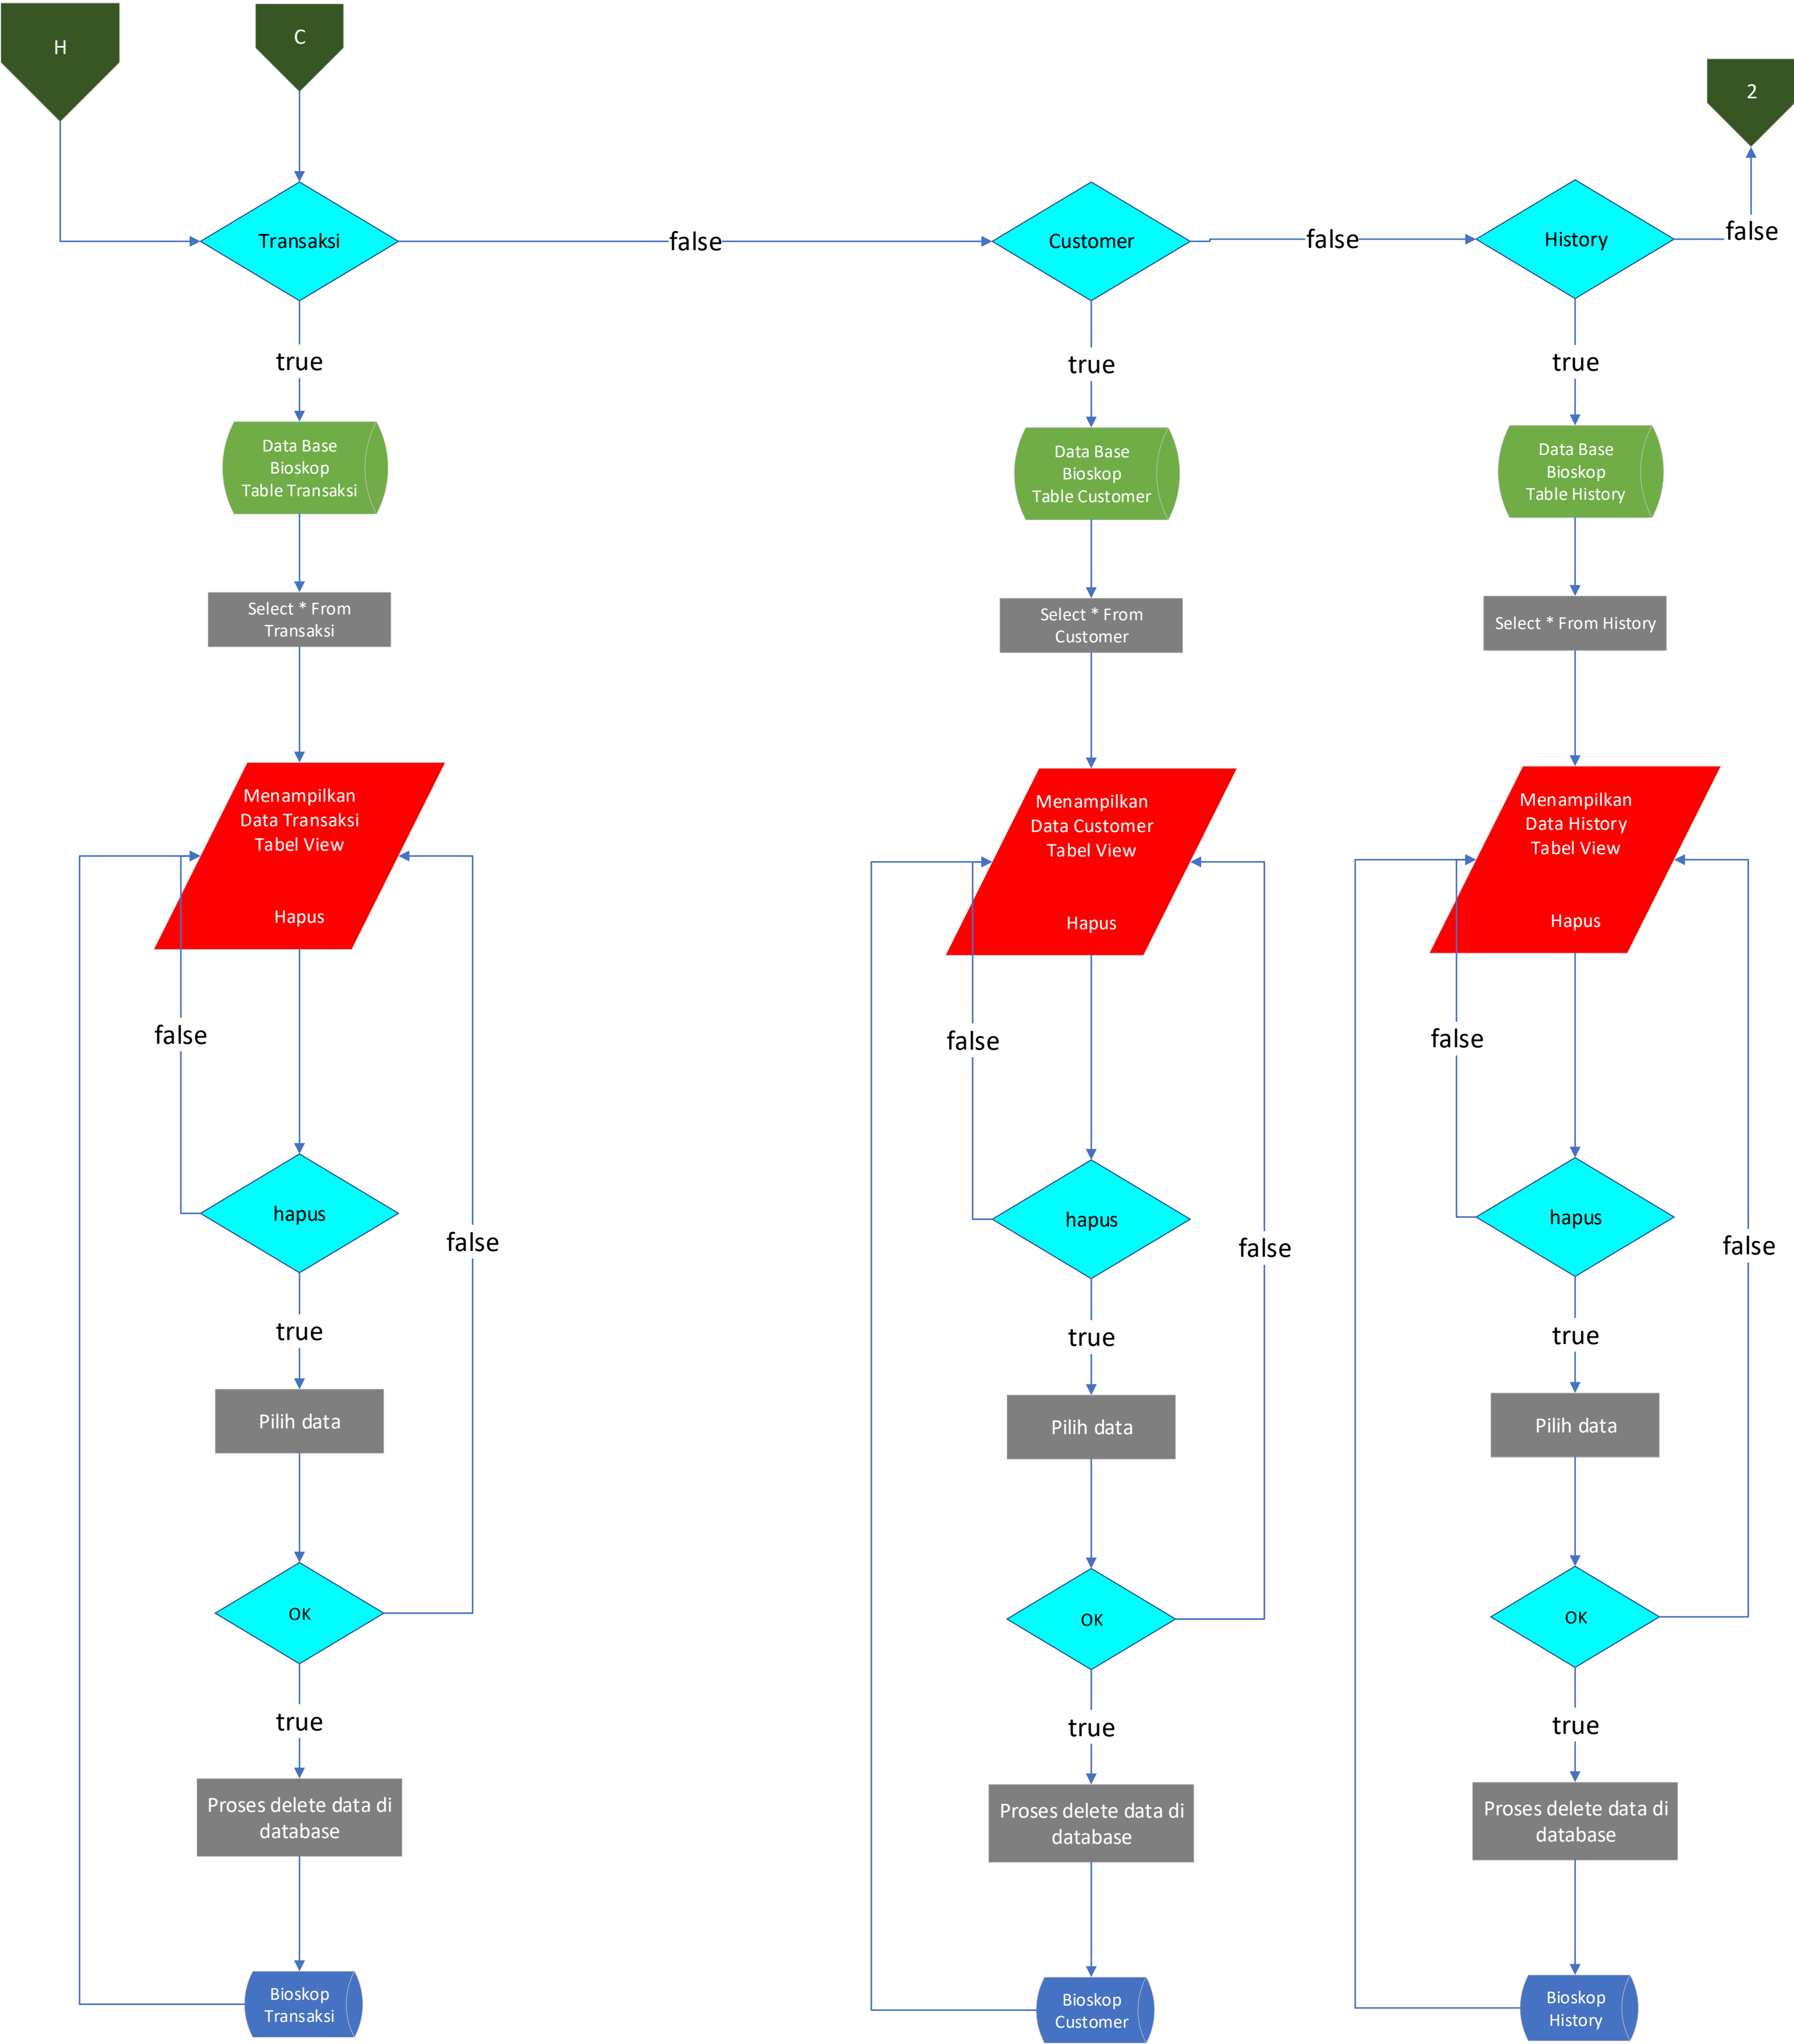 H
C
2
Transaksi
false
Customer
false
History
false
true
true
true
Data Base
Bioskop
Table Transaksi
Data Base
Bioskop
Table Customer
Data Base
Bioskop
Table History
Select * From
Transaksi
Select * From
Customer
Select * From History
Menampilkan
Data Transaksi
Tabel View
Hapus
Menampilkan
Data Customer
Tabel View
Hapus
Menampilkan
Data History
Tabel View
Hapus
false
false
false
hapus
false
hapus
false
hapus
false
true
true
true
Pilih data
Pilih data
Pilih data
OK
OK
OK
true
true
true
Proses delete data di
database
Proses delete data di
database
Proses delete data di
database
Bioskop
Transaksi
Bioskop
Customer
Bioskop
History